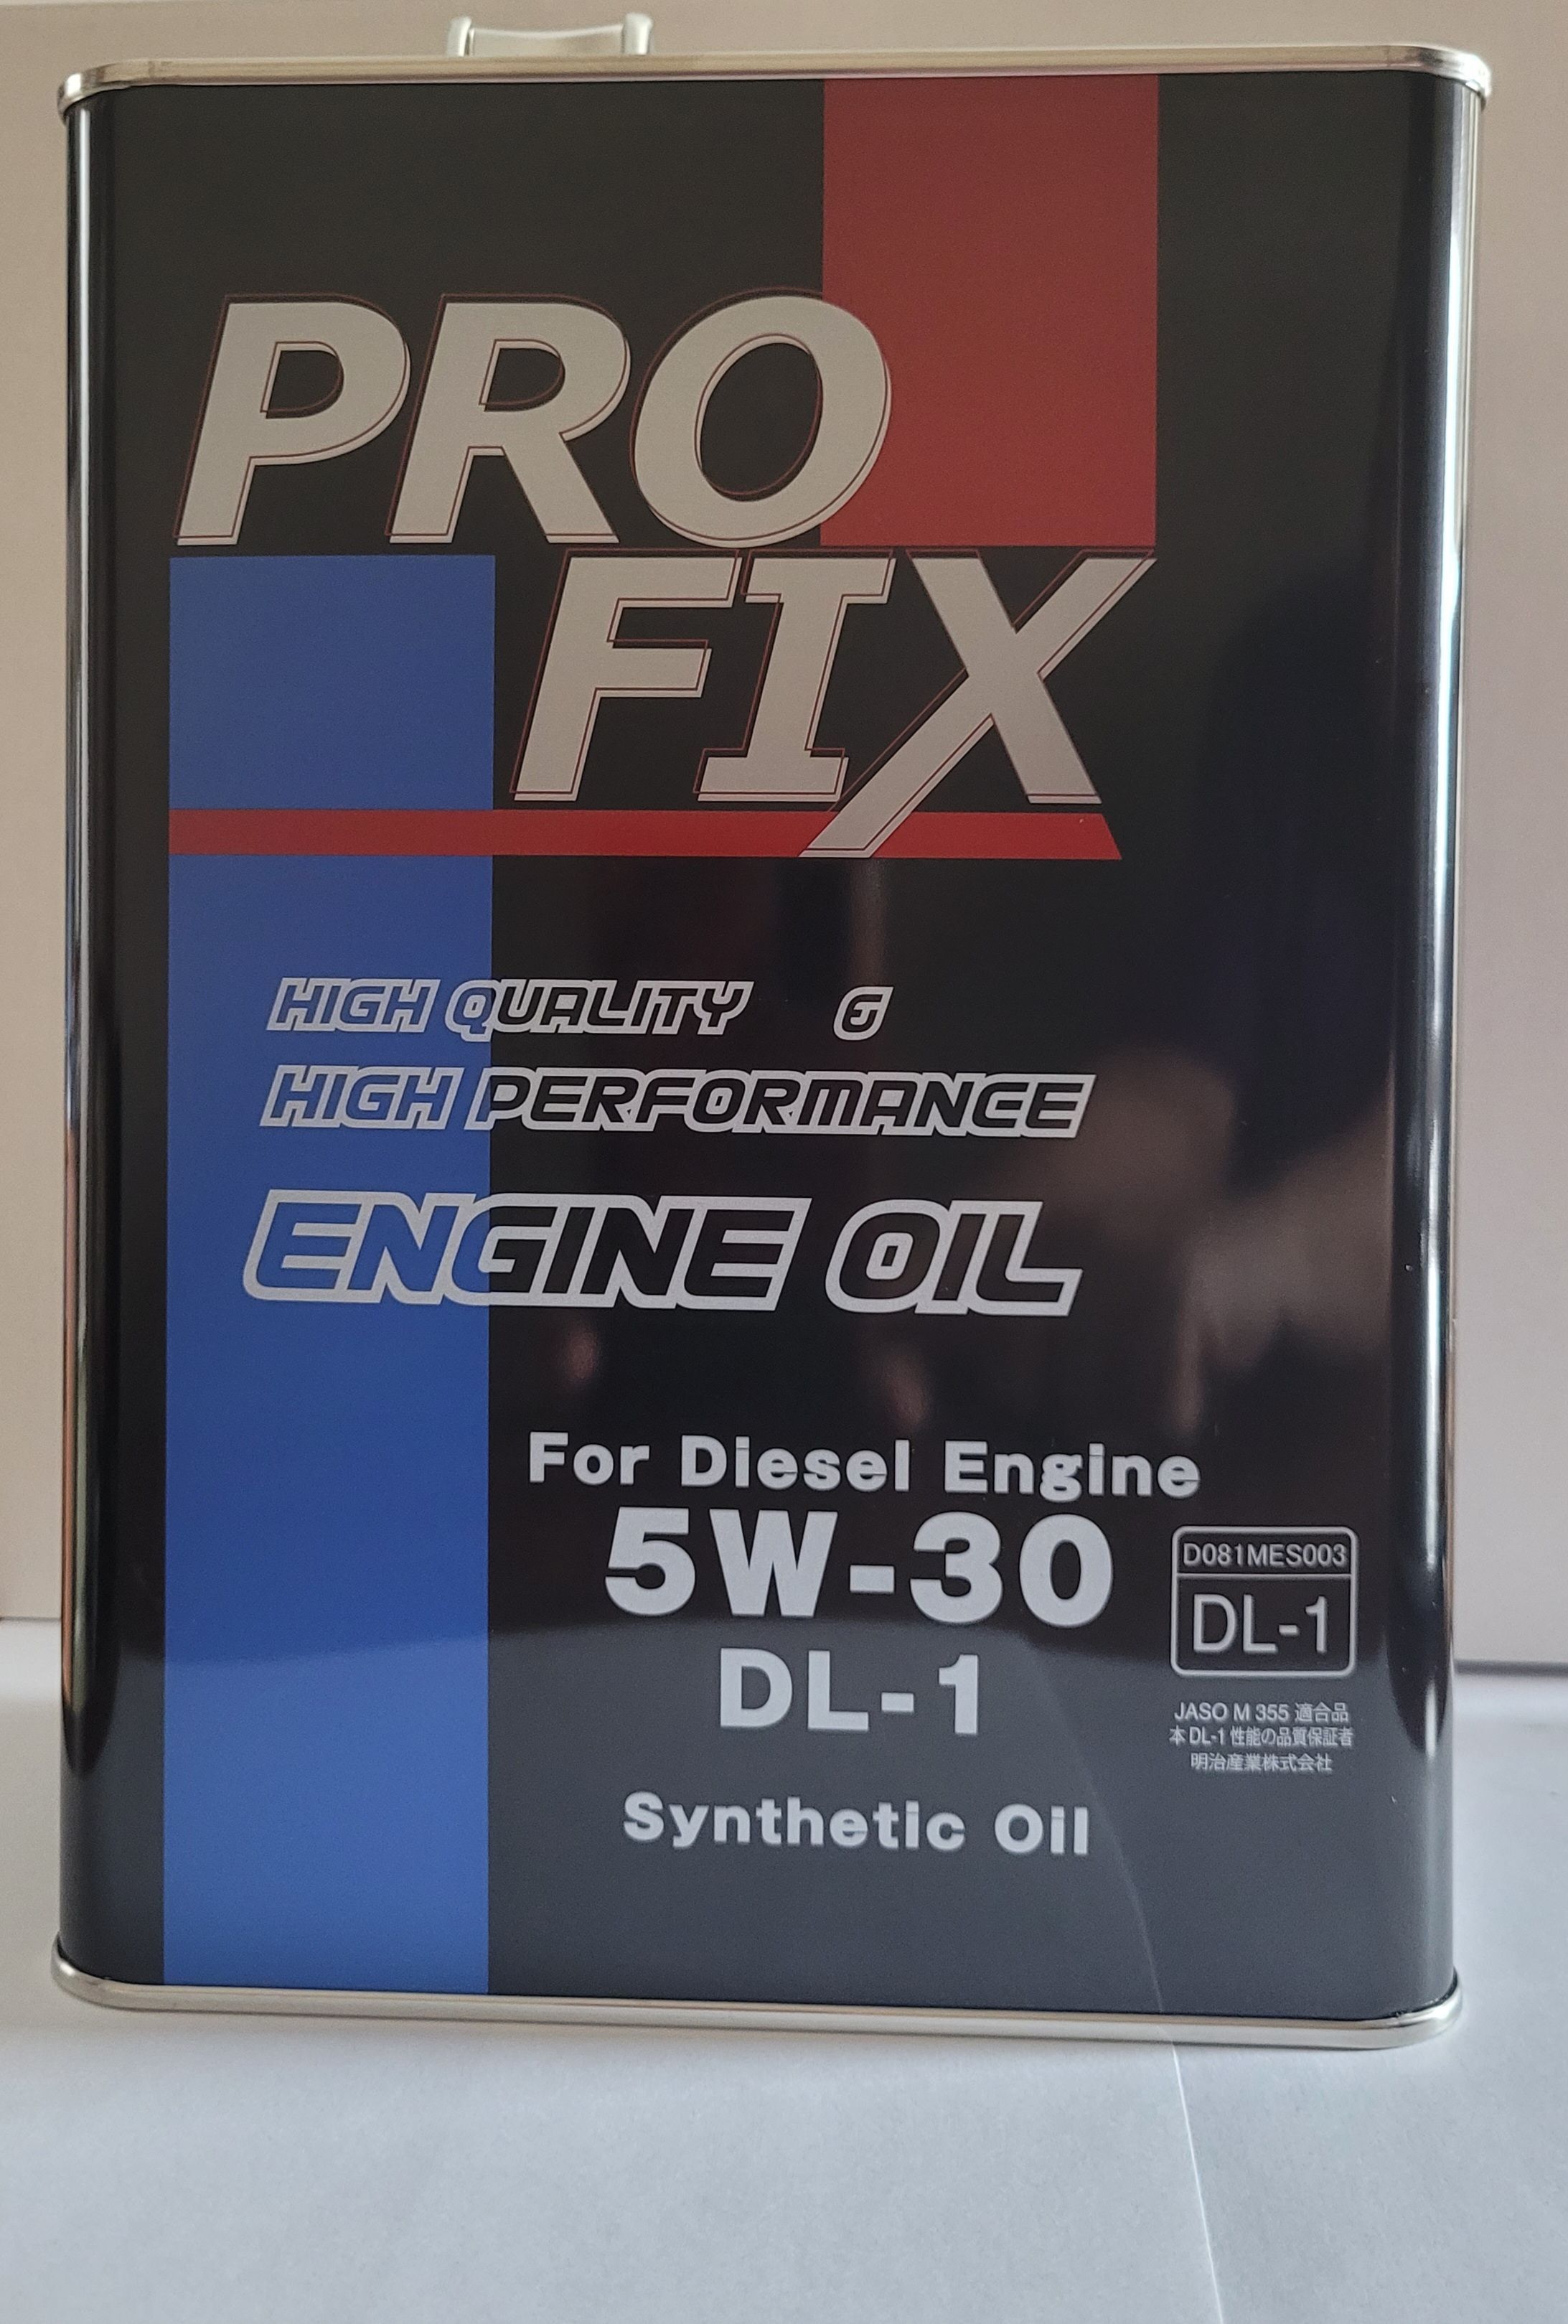 PRO
FIX
HIGH QUALITY &
HIGH PERFORMANCE
ENGINE OIL
For Diesel Engine
5W-30
DL-1
Synthetic Oil
D081MES003
DL-1
JASO M 355 適合品
本 DL-1 性能の品質保証者
明治産業株式会社